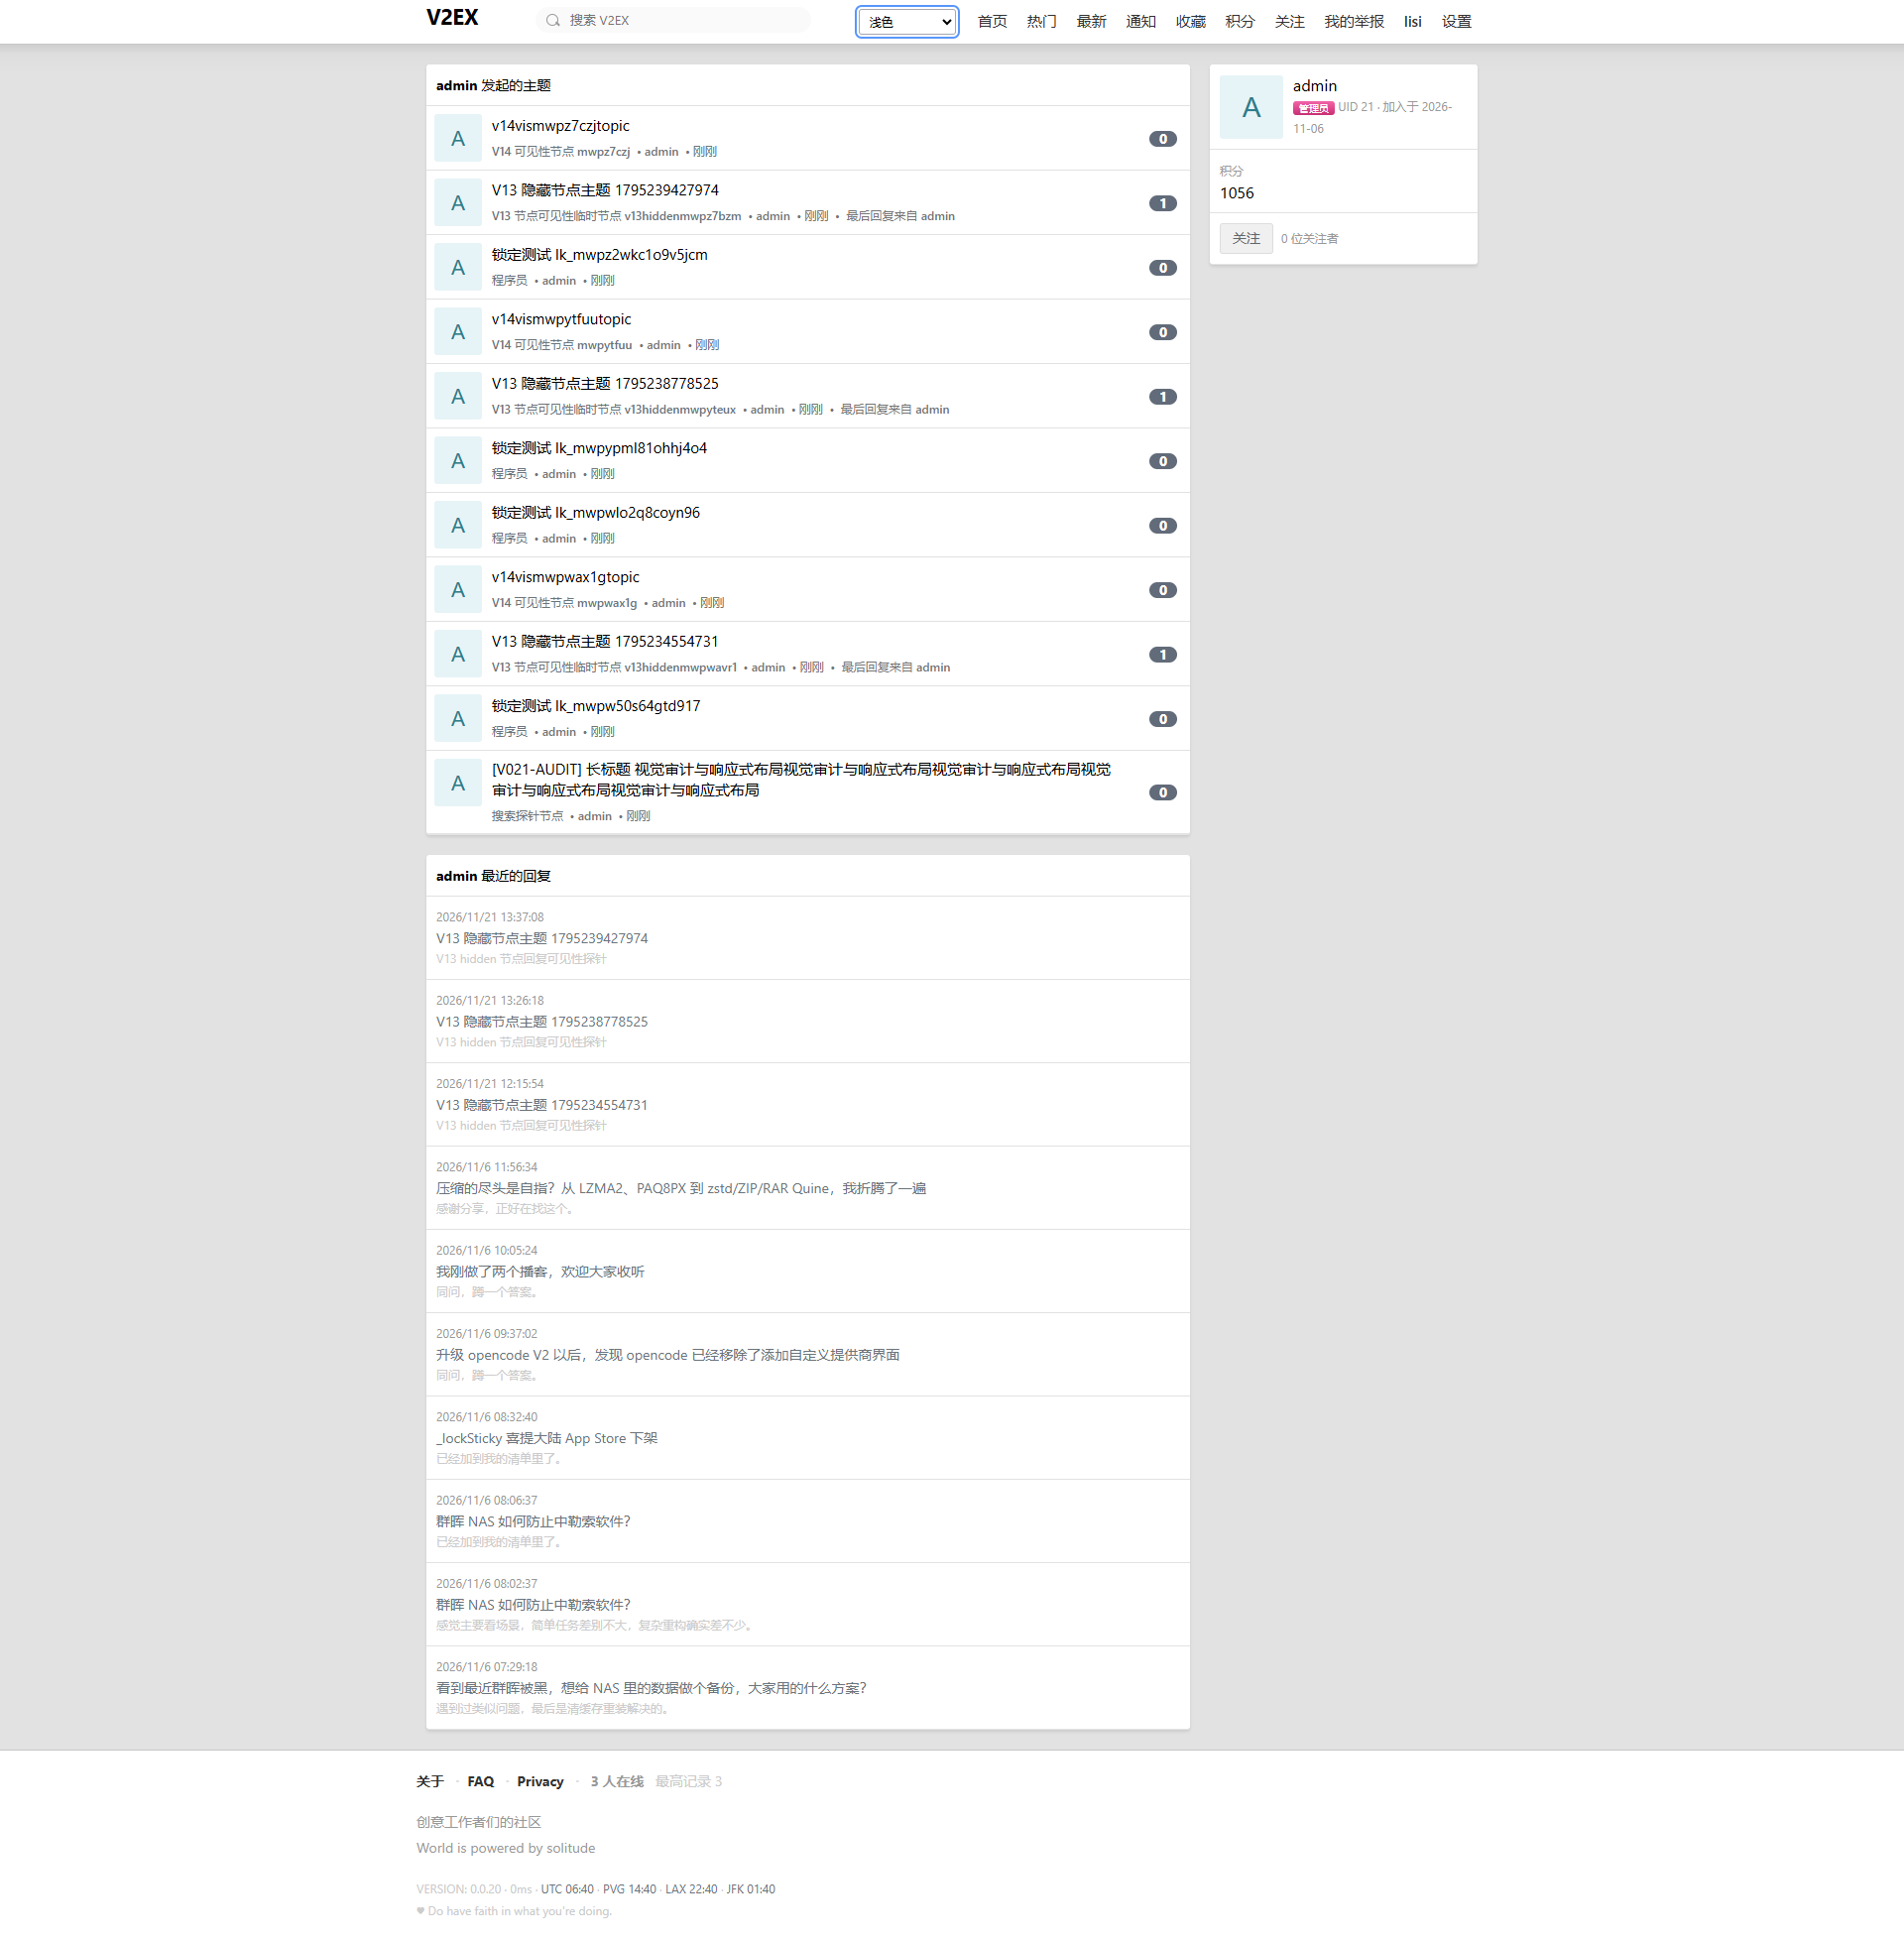 V2EX
搜索 V2EX
浅色
首页 热门 最新 通知 收藏 积分 关注 我的举报 lisi 设置
admin 发起的主题
A
v14vismwpz7czjtopic
V14 可见性节点 mwpz7czj • admin • 刚刚
0
A
V13 隐藏节点主题 1795239427974
V13 节点可见性临时节点 v13hiddenmwpz7bzm • admin • 刚刚 • 最后回复来自 admin
1
A
锁定测试 lk_mwpz2wkc1o9v5jcm
程序员 • admin • 刚刚
0
A
v14vismwpytfuutopic
V14 可见性节点 mwpytfuu • admin • 刚刚
0
A
V13 隐藏节点主题 1795238778525
V13 节点可见性临时节点 v13hiddenmwpyteux • admin • 刚刚 • 最后回复来自 admin
1
A
锁定测试 lk_mwpypml81ohhj4o4
程序员 • admin • 刚刚
0
A
锁定测试 lk_mwpwlo2q8coyn96
程序员 • admin • 刚刚
0
A
v14vismwpwax1gtopic
V14 可见性节点 mwpwax1g • admin • 刚刚
0
A
V13 隐藏节点主题 1795234554731
V13 节点可见性临时节点 v13hiddenmwpwavr1 • admin • 刚刚 • 最后回复来自 admin
1
A
锁定测试 lk_mwpw50s64gtd917
程序员 • admin • 刚刚
0
A
[V021-AUDIT] 长标题 视觉审计与响应式布局视觉审计与响应式布局视觉审计与响应式布局视觉
审计与响应式布局视觉审计与响应式布局
搜索探针节点 • admin • 刚刚
0
admin 最近的回复
2026/11/21 13:37:08
V13 隐藏节点主题 1795239427974
V13 hidden 节点回复可见性探针
2026/11/21 13:26:18
V13 隐藏节点主题 1795238778525
V13 hidden 节点回复可见性探针
2026/11/21 12:15:54
V13 隐藏节点主题 1795234554731
V13 hidden 节点回复可见性探针
2026/11/6 11:56:34
压缩的尽头是自指？从 LZMA2、PAQ8PX 到 zstd/ZIP/RAR Quine，我折腾了一遍
感谢分享，正好在找这个。
2026/11/6 10:05:24
我刚做了两个播客，欢迎大家收听
同问，蹲一个答案。
2026/11/6 09:37:02
升级 opencode V2 以后，发现 opencode 已经移除了添加自定义提供商界面
同问，蹲一个答案。
2026/11/6 08:32:40
_lockSticky 喜提大陆 App Store 下架
已经加到我的清单里了。
2026/11/6 08:06:37
群晖 NAS 如何防止中勒索软件？
已经加到我的清单里了。
2026/11/6 08:02:37
群晖 NAS 如何防止中勒索软件？
感觉主要看场景，简单任务差别不大，复杂重构确实差不少。
2026/11/6 07:29:18
看到最近群晖被黑，想给 NAS 里的数据做个备份，大家用的什么方案？
遇到过类似问题，最后是清缓存重装解决的。
A
admin
管理员 UID 21 · 加入于 2026-
11-06
积分
1056
关注 0 位关注者
关于 · FAQ · Privacy · 3 人在线 最高记录 3
创意工作者们的社区
World is powered by solitude
VERSION: 0.0.20 · 0ms · UTC 06:40 · PVG 14:40 · LAX 22:40 · JFK 01:40
♥ Do have faith in what you're doing.